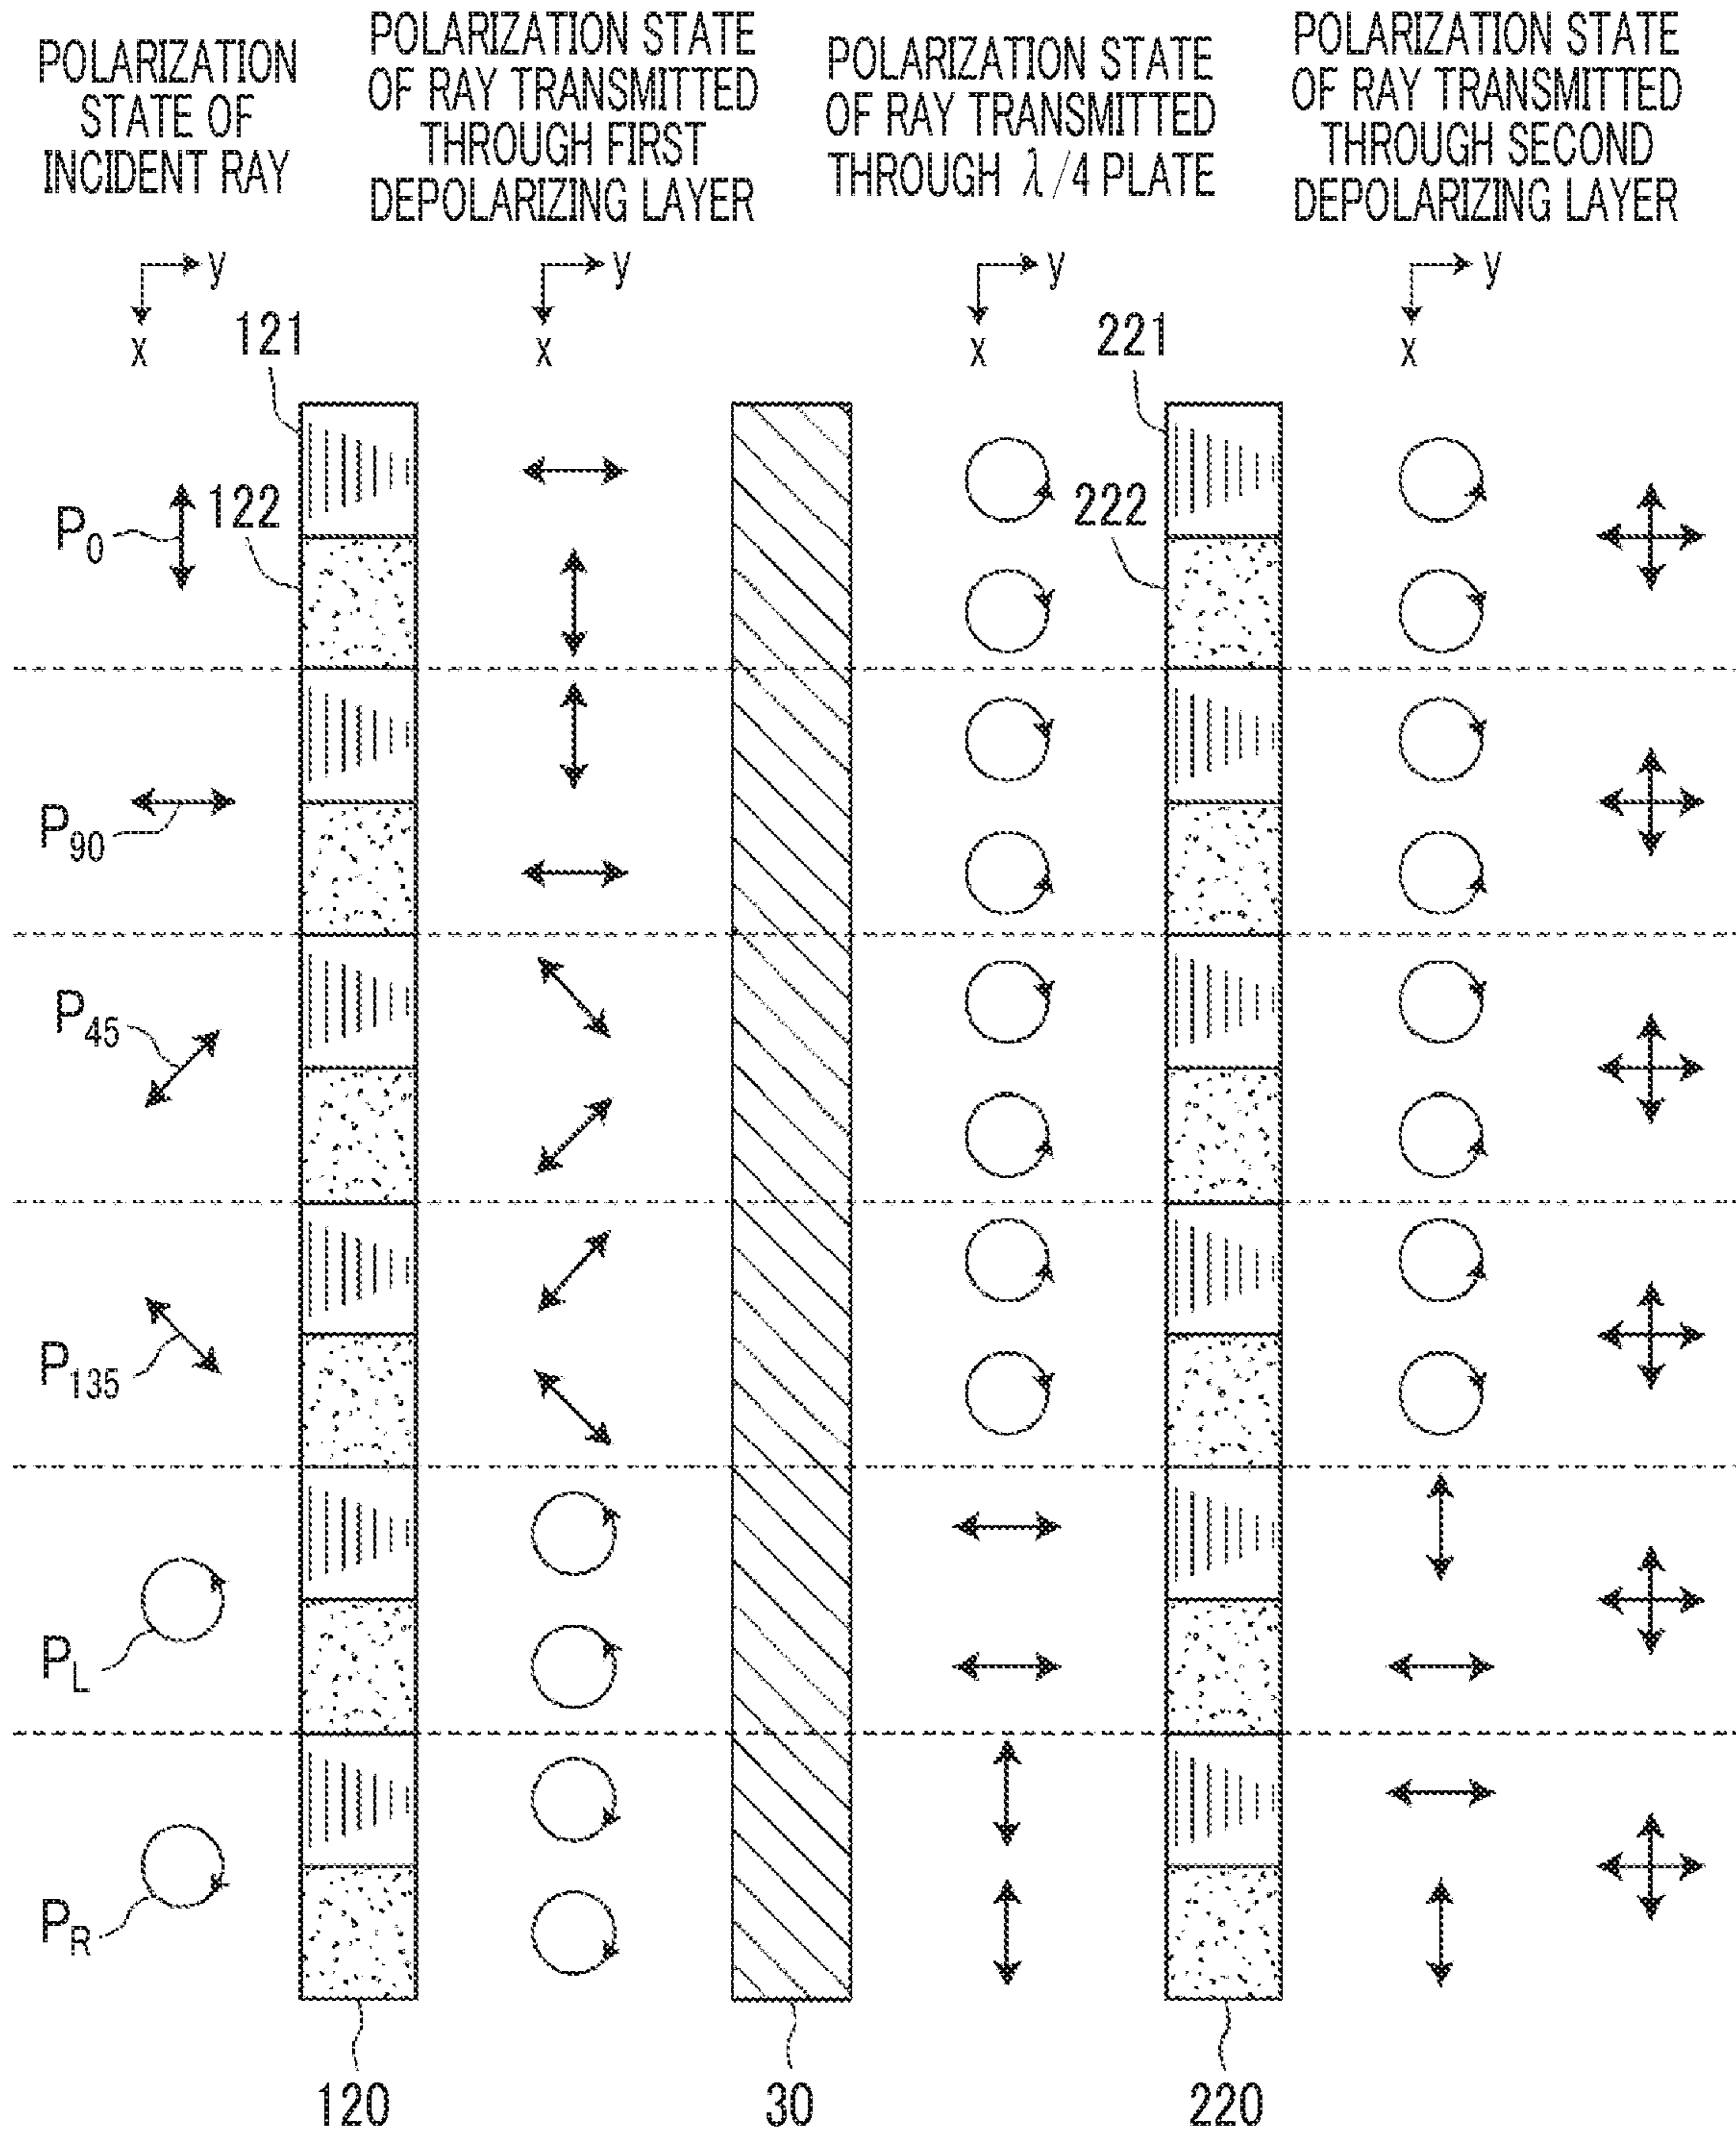 POLARIZATION
STATE OF
INCIDENT RAY
POLARIZATION STATE
OF RAY TRANSMITTED
THROUGH FIRST
DEPOLARIZING LAYER
POLARIZATION STATE
OF RAY TRANSMITTED
THROUGH λ/4 PLATE
POLARIZATION STATE
OF RAY TRANSMITTED
THROUGH SECOND
DEPOLARIZING LAYER
y
x
y
x
y
x
y
x
121
221
122
222
P0
P90
P45
P135
PL
PR
120
30
220